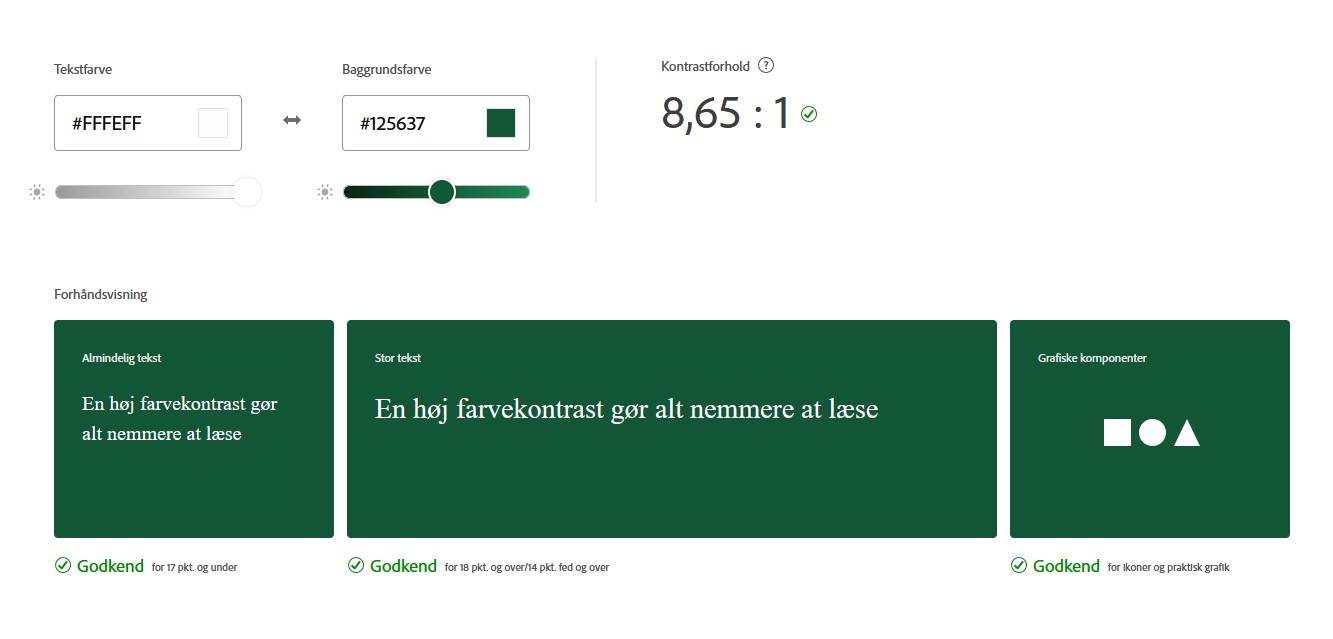 Tekstfarve
Baggrundsfarve
Kontrastforhold ?
#FFFEFF
#125637
8,65 : 1
Forhåndsvisning
Almindelig tekst
En høj farvekontrast gør
alt nemmere at læse
Stor tekst
En høj farvekontrast gør alt nemmere at læse
Grafiske komponenter
Godkend for 17 pkt. og under
Godkend for 18 pkt. og over/14 pkt. fed og over
Godkend for ikoner og praktisk grafik